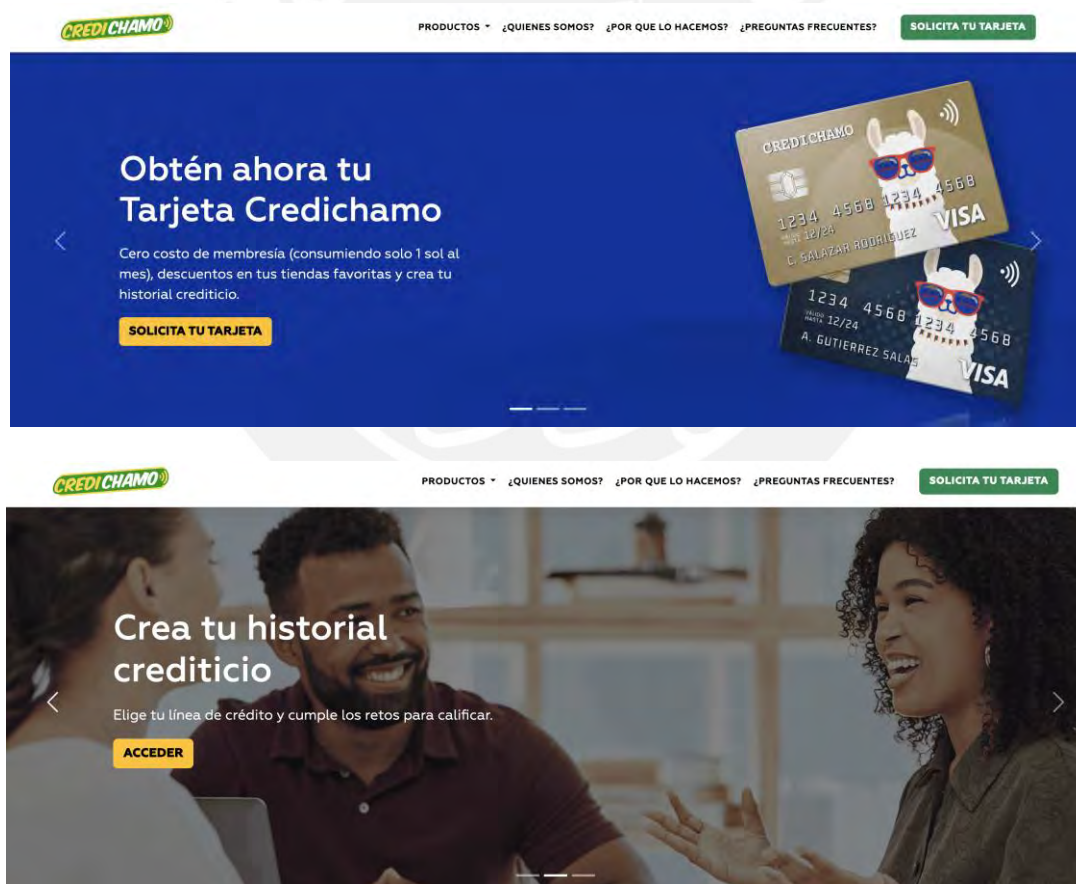 CREDICHAMO
PRODUCTOS ¿QUIENES SOMOS? ¿POR QUE LO HACEMOS? ¿PREGUNTAS FRECUENTES? SOLICITA TU TARJETA
Obtén ahora tu
Tarjeta Credichamo
Cero costo de membresía (consumiendo solo 1 sol al
mes), descuentos en tus tiendas favoritas y crea tu
historial crediticio.
SOLICITA TU TARJETA
CREDICHAMO
1234 4568 1234 4568
VÁLIDO HASTA 12/24
C. SALAZAR RODRIGUEZ
VISA
1234 4568 1234 4568
VÁLIDO HASTA 12/24
A. GUTIERREZ SALAS
VISA
CREDICHAMO
PRODUCTOS ¿QUIENES SOMOS? ¿POR QUE LO HACEMOS? ¿PREGUNTAS FRECUENTES? SOLICITA TU TARJETA
Crea tu historial
crediticio
Elige tu línea de crédito y cumple los retos para calificar.
ACCEDER